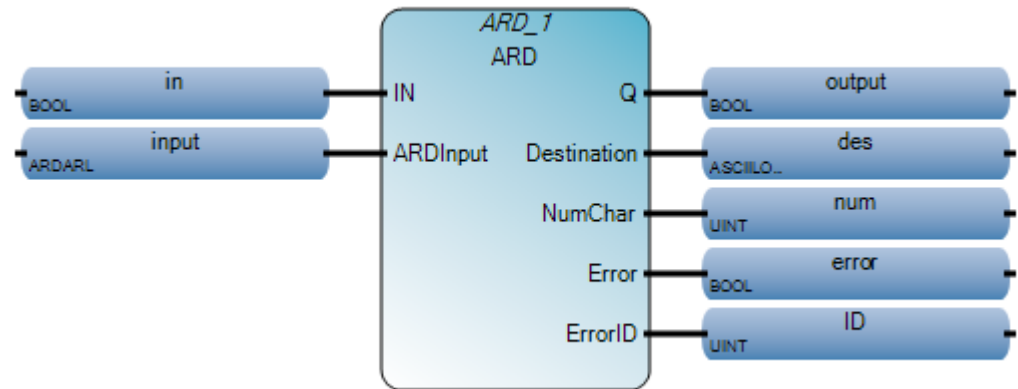 ARD_1
ARD
in
BOOL
IN
Q
output
BOOL
input
ARDARL
ARDInput
Destination
des
ASCIILO..
NumChar
num
UINT
Error
error
BOOL
ErrorID
ID
UINT